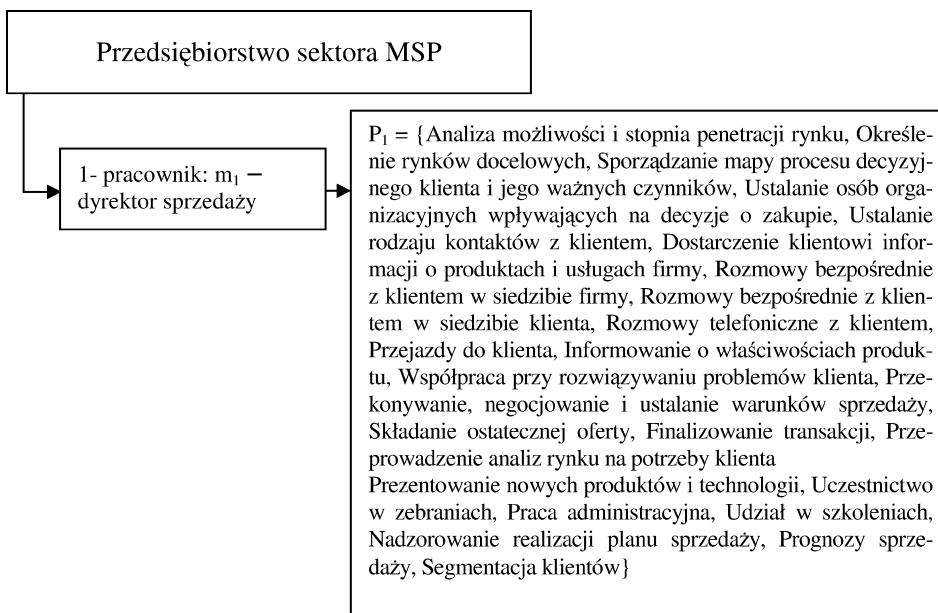 Przedsiębiorstwo sektora MSP
1- pracownik: m₁ –
dyrektor sprzedaży
P₁ = {Analiza możliwości i stopnia penetracji rynku, Określe-
nie rynków docelowych, Sporządzanie mapy procesu decyzyj-
nego klienta i jego ważnych czynników, Ustalanie osób orga-
nizacyjnych wpływających na decyzje o zakupie, Ustalanie
rodzaju kontaktów z klientem, Dostarczenie klientowi infor-
macji o produktach i usługach firmy, Rozmowy bezpośrednie
z klientem w siedzibie firmy, Rozmowy bezpośrednie z klien-
tem w siedzibie klienta, Rozmowy telefoniczne z klientem,
Przejazdy do klienta, Informowanie o właściwościach produk-
tu, Współpraca przy rozwiązywaniu problemów klienta, Prze-
konywanie, negocjowanie i ustalanie warunków sprzedaży,
Składanie ostatecznej oferty, Finalizowanie transakcji, Prze-
prowadzenie analiz rynku na potrzeby klienta
Prezentowanie nowych produktów i technologii, Uczestnictwo
w zebraniach, Praca administracyjna, Udział w szkoleniach,
Nadzorowanie realizacji planu sprzedaży, Prognozy sprze-
daży, Segmentacja klientów}